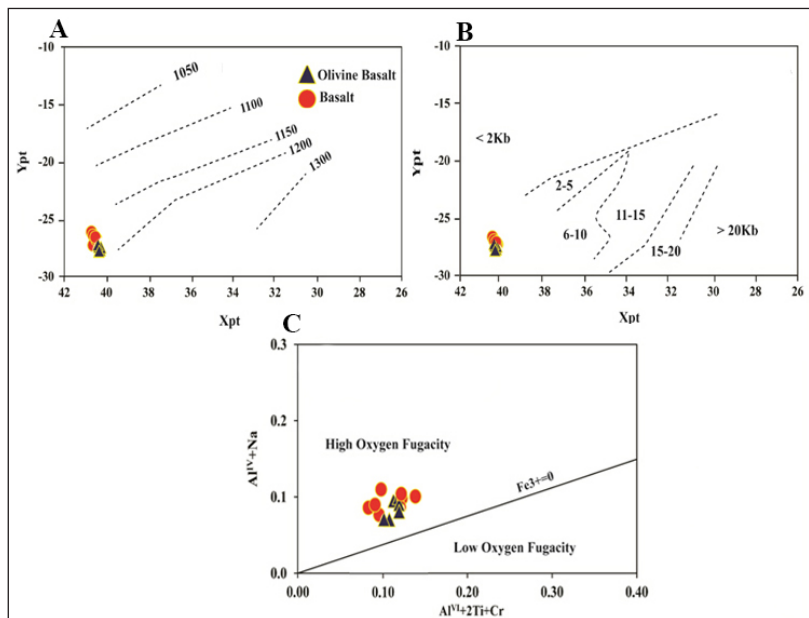 A
-10
-15
-20
-25
-30
Ypt
1050
1100
1150
1200
1300
Olivine Basalt
Basalt
42 40 38 36 34 32 30 28 26
Xpt
B
-10
-15
-20
-25
-30
Ypt
< 2Kb
2-5
6-10
11-15
15-20
> 20Kb
42 40 38 36 34 32 30 28 26
Xpt
C
0.3
0.2
0.1
0.0
Al^IV+Na
High Oxygen Fugacity
Fe3+=0
Low Oxygen Fugacity
0.00 0.10 0.20 0.30 0.40
Al^VI+2Ti+Cr